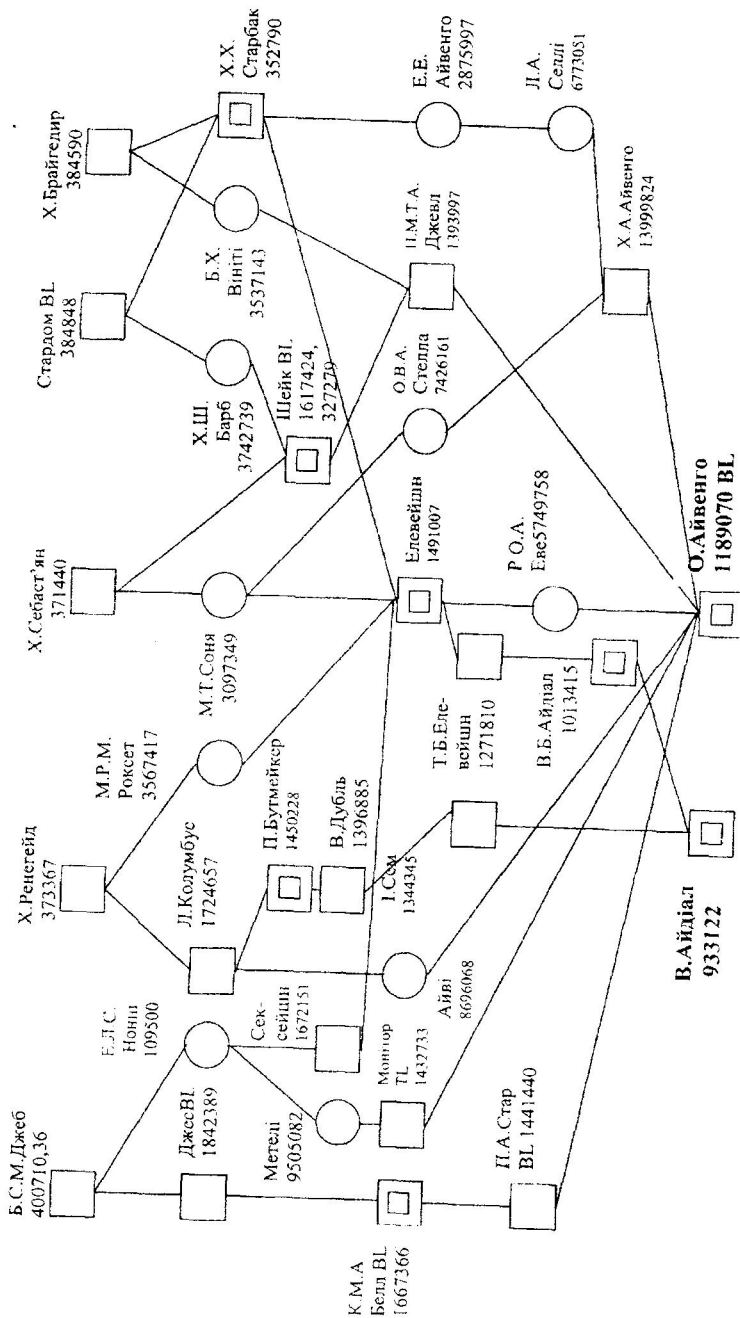 Б.С.М.Джеб
400710,36
Х.Ренегейд
373367
Х.Себаст'ян
371440
Стардом BL
384848
Х.Брайгедир
384590
Е.Л.С.
109500
М.Р.М.
Роксет
3567417
Х.Х.
Старбак
352790
ДжесBL
1842389
Л.Колумбус
1724657
М.Т.Соня
3097349
Х.Ш.
Барб
3742739
Б.Х.
Вініті
3537143
Сек-
сейшн
1672151
П.Бутмейкер
1450228
Шейк BL
1617424,
327279
Метелі
9505082
В.Дубль
1396885
Елевейшн
1491007
О.В.А.
Стелла
7426161
П.М.Т.А.
Джевл
1393997
Е.Е.
Айвенго
2875997
К.М.А
Белл BL
1667366
Монітор
TL
1432733
Айві
8696068
І.Сем
1344345
Т.Б.Еле-
вейшн
1271810
Р О.А.
Еве5749758
Л.А.
Селлі
6773051
П.А.Стар
BL 1441440
В.Б.Айдіал
1013415
Х.А.Айвенго
13999824
В.Айдіал
933122
О.Айвенго
1189070 BL